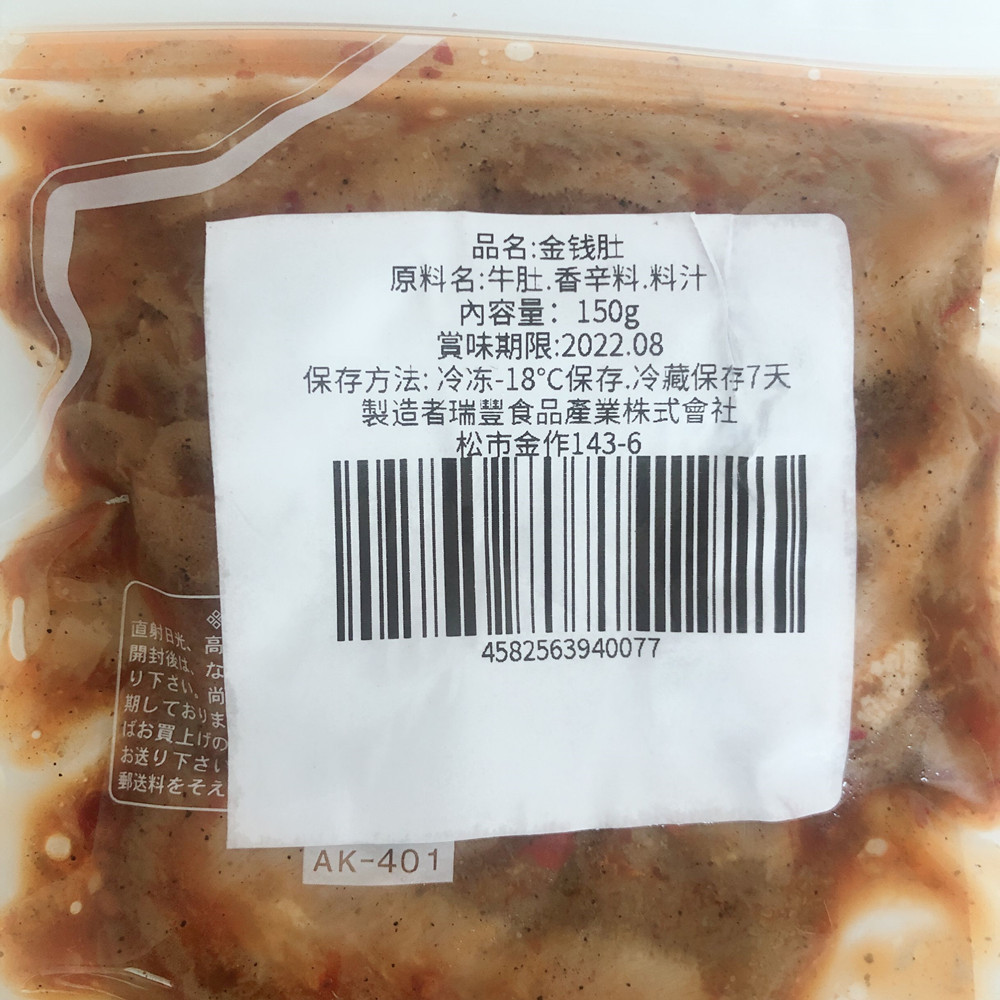 品名:金钱肚
原料名:牛肚.香辛料.料汁
內容量: 150g
賞味期限:2022.08
保存方法: 冷冻-18℃保存.冷藏保存7天
製造者瑞豐食品產業株式會社
松市金作143-6
4582563940077
※
直射日光、高
開封後は、な
り下さい。尚
期しておりま
ばお買上げの
お送り下さい
郵送料をそえ
AK-401